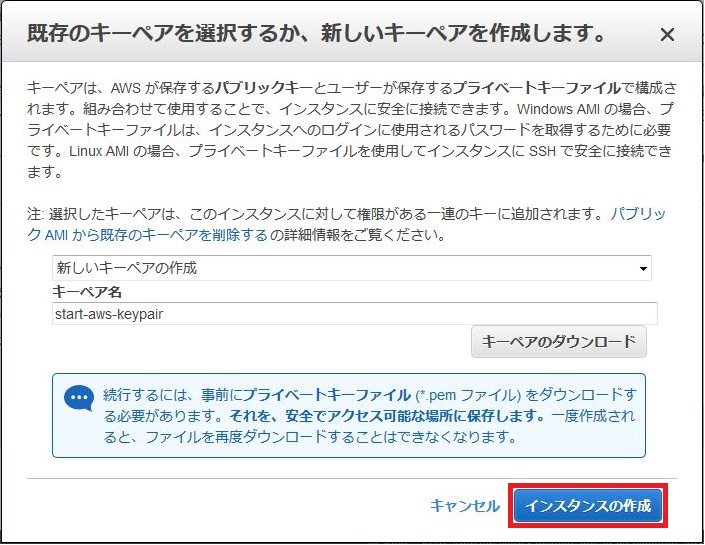 既存のキーペアを選択するか、新しいキーペアを作成します。
キーペアは、AWS が保存するパブリックキーとユーザーが保存するプライベートキーファイルで構成さ
れます。組み合わせて使用することで、インスタンスに安全に接続できます。Windows AMI の場合、プ
ライベートキーファイルは、インスタンスへのログインに使用されるパスワードを取得するために必要
です。Linux AMI の場合、プライベートキーファイルを使用してインスタンスに SSH で安全に接続でき
ます。
注: 選択したキーペアは、このインスタンスに対して権限がある一連のキーに追加されます。パブリッ
ク AMI から既存のキーペアを削除する の詳細情報をご覧ください。
新しいキーペアの作成
キーペア名
start-aws-keypair
キーペアのダウンロード
続行するには、事前にプライベートキーファイル (*.pem ファイル) をダウンロードす
る必要があります。それを、安全でアクセス可能な場所に保存します。一度作成され
ると、ファイルを再度ダウンロードすることはできなくなります。
キャンセル
インスタンスの作成